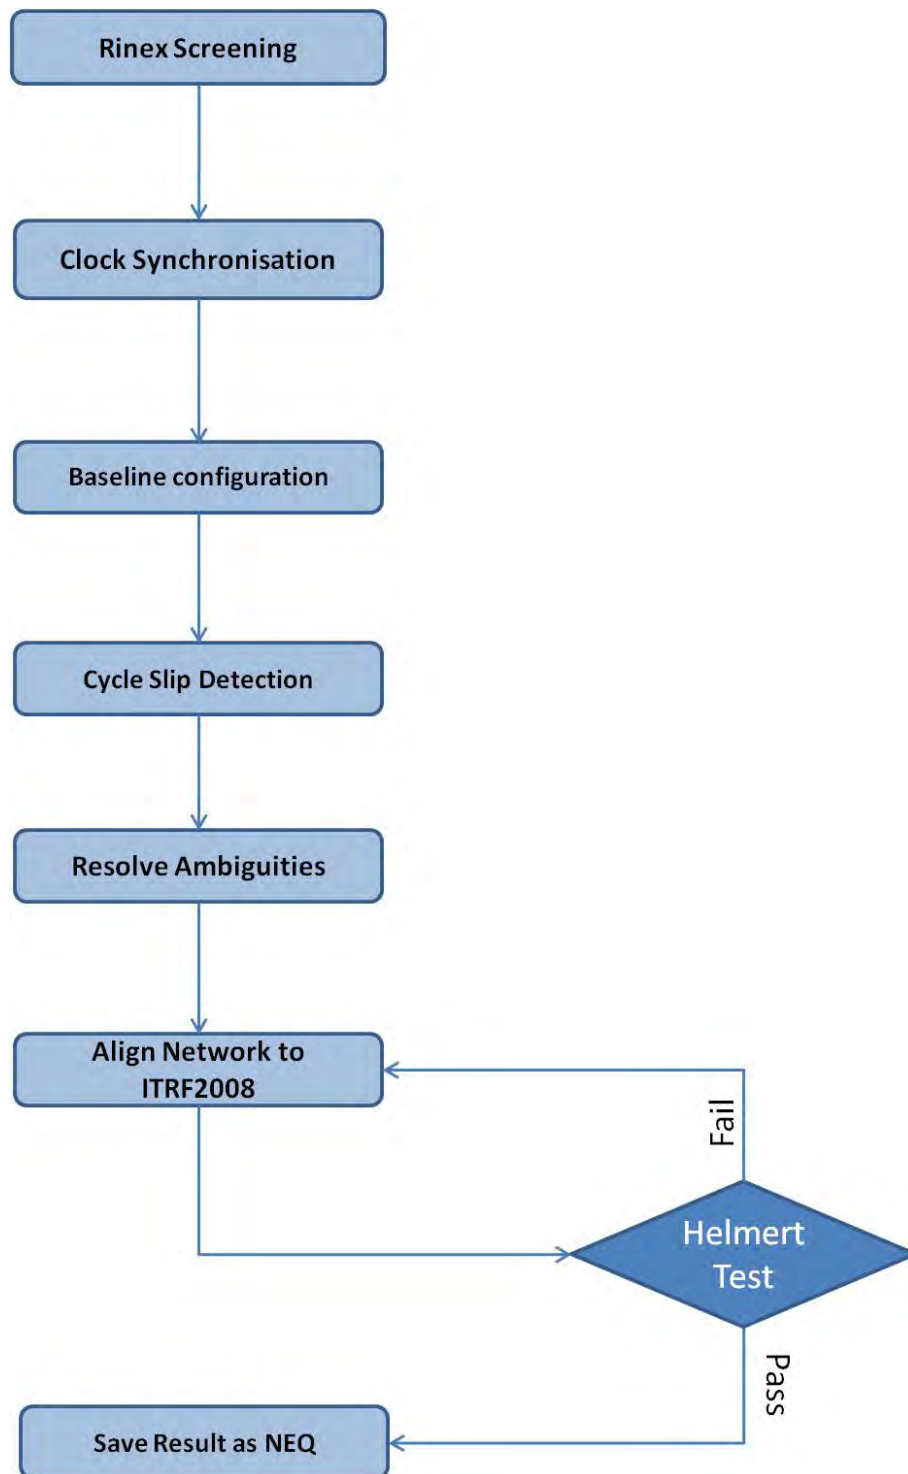 Rinex Screening
Clock Synchronisation
Baseline configuration
Cycle Slip Detection
Resolve Ambiguities
Align Network to
ITRF2008
Fail
Helmert
Test
Pass
Save Result as NEQ